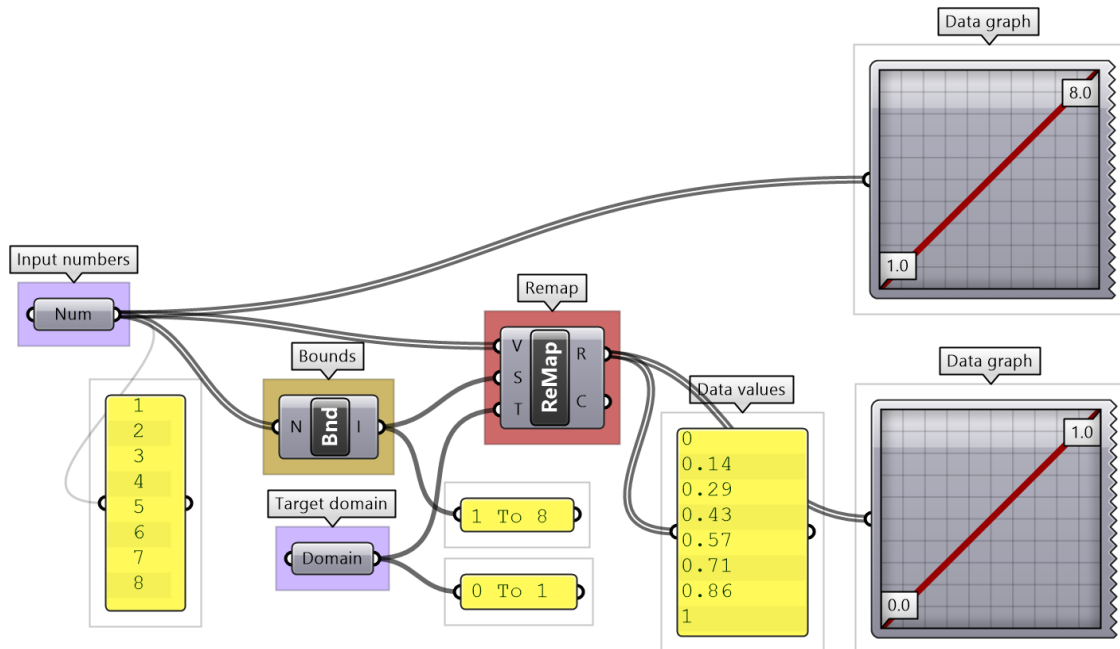 Data graph
8.0
1.0
Input numbers
Num
Remap
V
S
T
ReMap
R
C
Bounds
N
Bnd
I
Data graph
1.0
0.0
Data values
0
0.14
0.29
0.43
0.57
0.71
0.86
1
1
2
3
4
5
6
7
8
Target domain
Domain
1 To 8
0 To 1